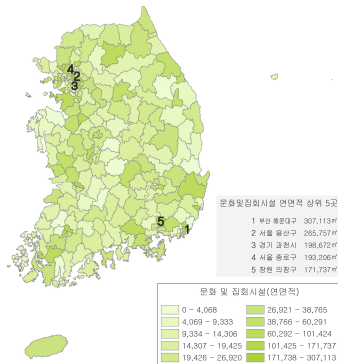 4
2
3
5
1
문화및집회시설 연면적 상위 5곳
1 부산 해운대구 307,113㎡
2 서울 용산구 265,757㎡
3 경기 과천시 198,672㎡
4 서울 종로구 193,206㎡
5 창원 의창구 171,737㎡
문화 및 집회시설(연면적)
0 - 4,068
4,069 - 9,333
9,334 - 14,306
14,307 - 19,425
19,426 - 26,920
26,921 - 38,765
38,766 - 60,291
60,292 - 101,424
101,425 - 171,737
171,738 - 307,113